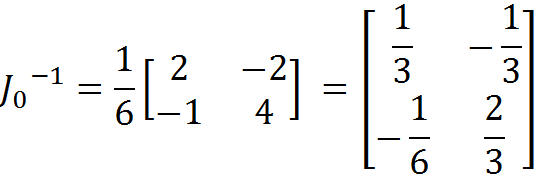 J₀⁻¹ = 1/6 [2 −2; −1 4] = [1/3 −1/3; −1/6 2/3]